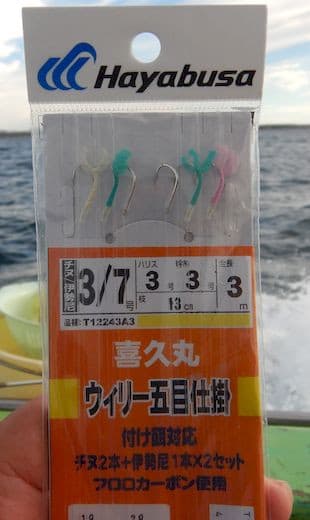 Hayabusa
チヌ/伊勢尼
3/7号
ハリス 3号
幹糸 3号
枝 13cm
全長 3m
品番: T12243A3
喜久丸
ウィリー五目仕掛
付け餌対応
チヌ2本+伊勢尼1本×2セット
フロロカーボン使用